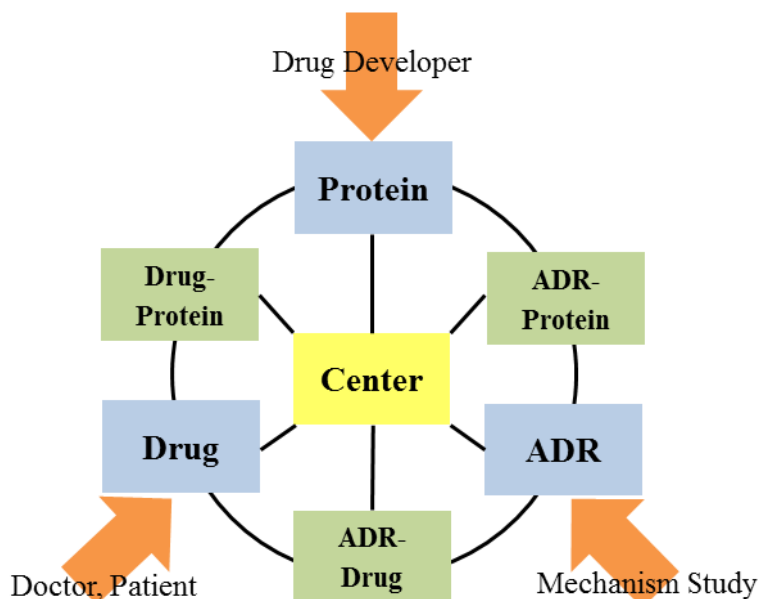 Drug Developer
Protein
Drug-
Protein
ADR-
Protein
Center
Drug
ADR
ADR-
Drug
Doctor, Patient
Mechanism Study